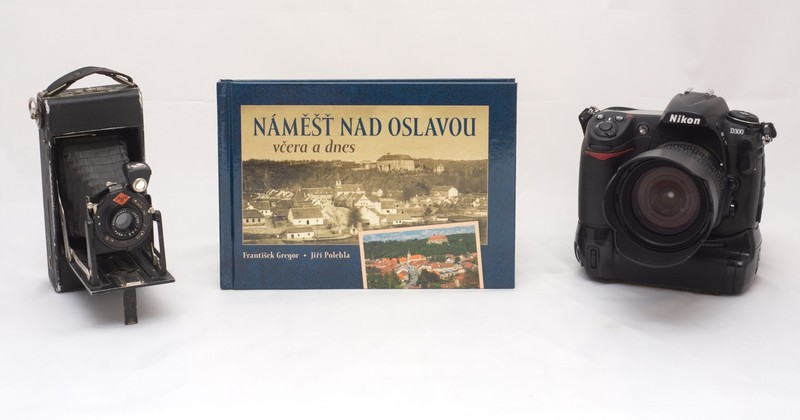 NÁMĚŠŤ NAD OSLAVOU
včera a dnes
František Gregor • Jiří Polehla
Nikon
D300